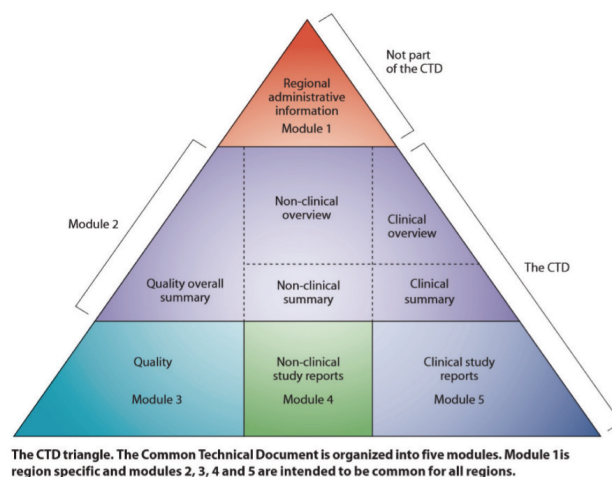 Not part
of the CTD
Regional
administrative
information
Module 1
Module 2
Non-clinical
overview
Clinical
overview
The CTD
Quality overall
summary
Non-clinical
summary
Clinical
summary
Quality
Module 3
Non-clinical
study reports
Module 4
Clinical study
reports
Module 5
The CTD triangle. The Common Technical Document is organized into five modules. Module 1 is
region specific and modules 2, 3, 4 and 5 are intended to be common for all regions.